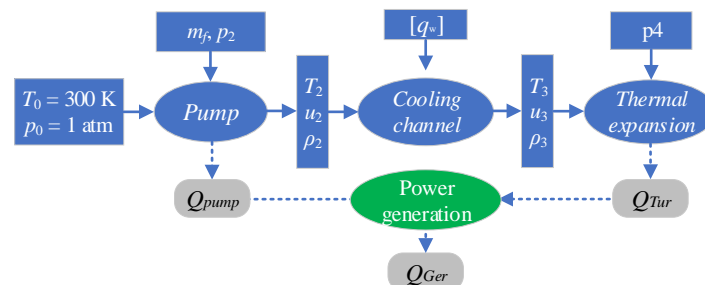 m_f, p_2
[q_w]
p4
T_0 = 300 K
p_0 = 1 atm
Pump
T_2
u_2
ρ_2
Cooling
channel
T_3
u_3
ρ_3
Thermal
expansion
Q_pump
Power
generation
Q_Tur
Q_Ger